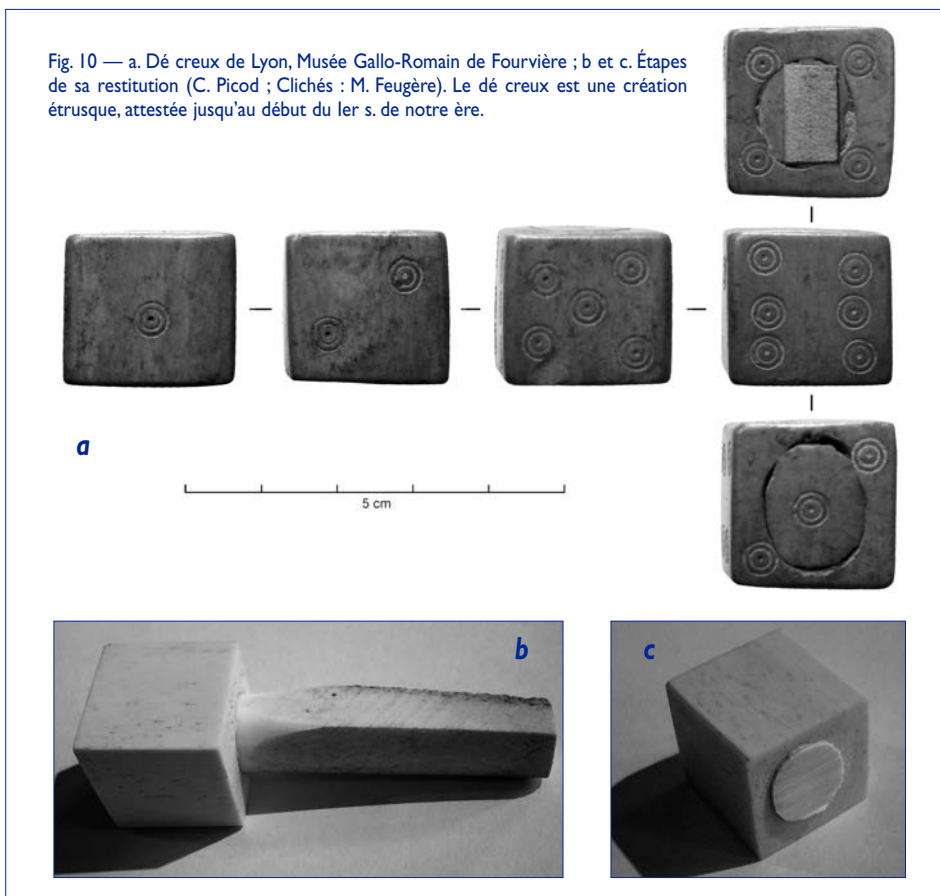 Fig. 10 — a. Dé creux de Lyon, Musée Gallo-Romain de Fourvière ; b et c. Étapes
de sa restitution (C. Picod ; Clichés : M. Feugère). Le dé creux est une création
étrusque, attestée jusqu'au début du Ier s. de notre ère.
a
5 cm
b
c